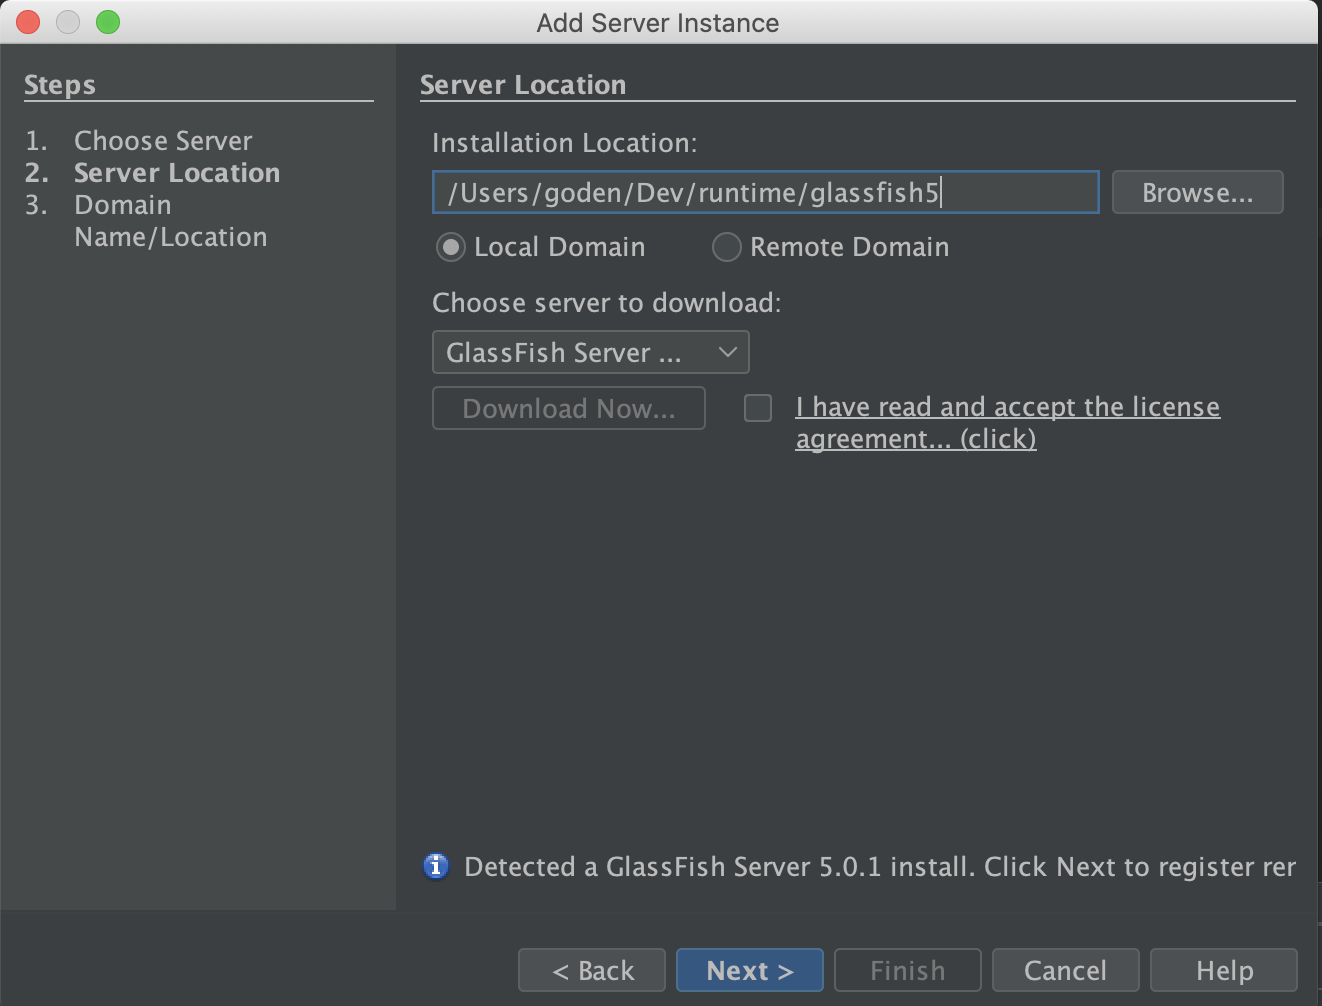 Add Server Instance
Steps
1. Choose Server
2. Server Location
3. Domain
Name/Location
Server Location
Installation Location:
/Users/goden/Dev/runtime/glassfish5
Browse...
Local Domain
Remote Domain
Choose server to download:
GlassFish Server ...
Download Now...
I have read and accept the license
agreement... (click)
Detected a GlassFish Server 5.0.1 install. Click Next to register rer
< Back
Next >
Finish
Cancel
Help